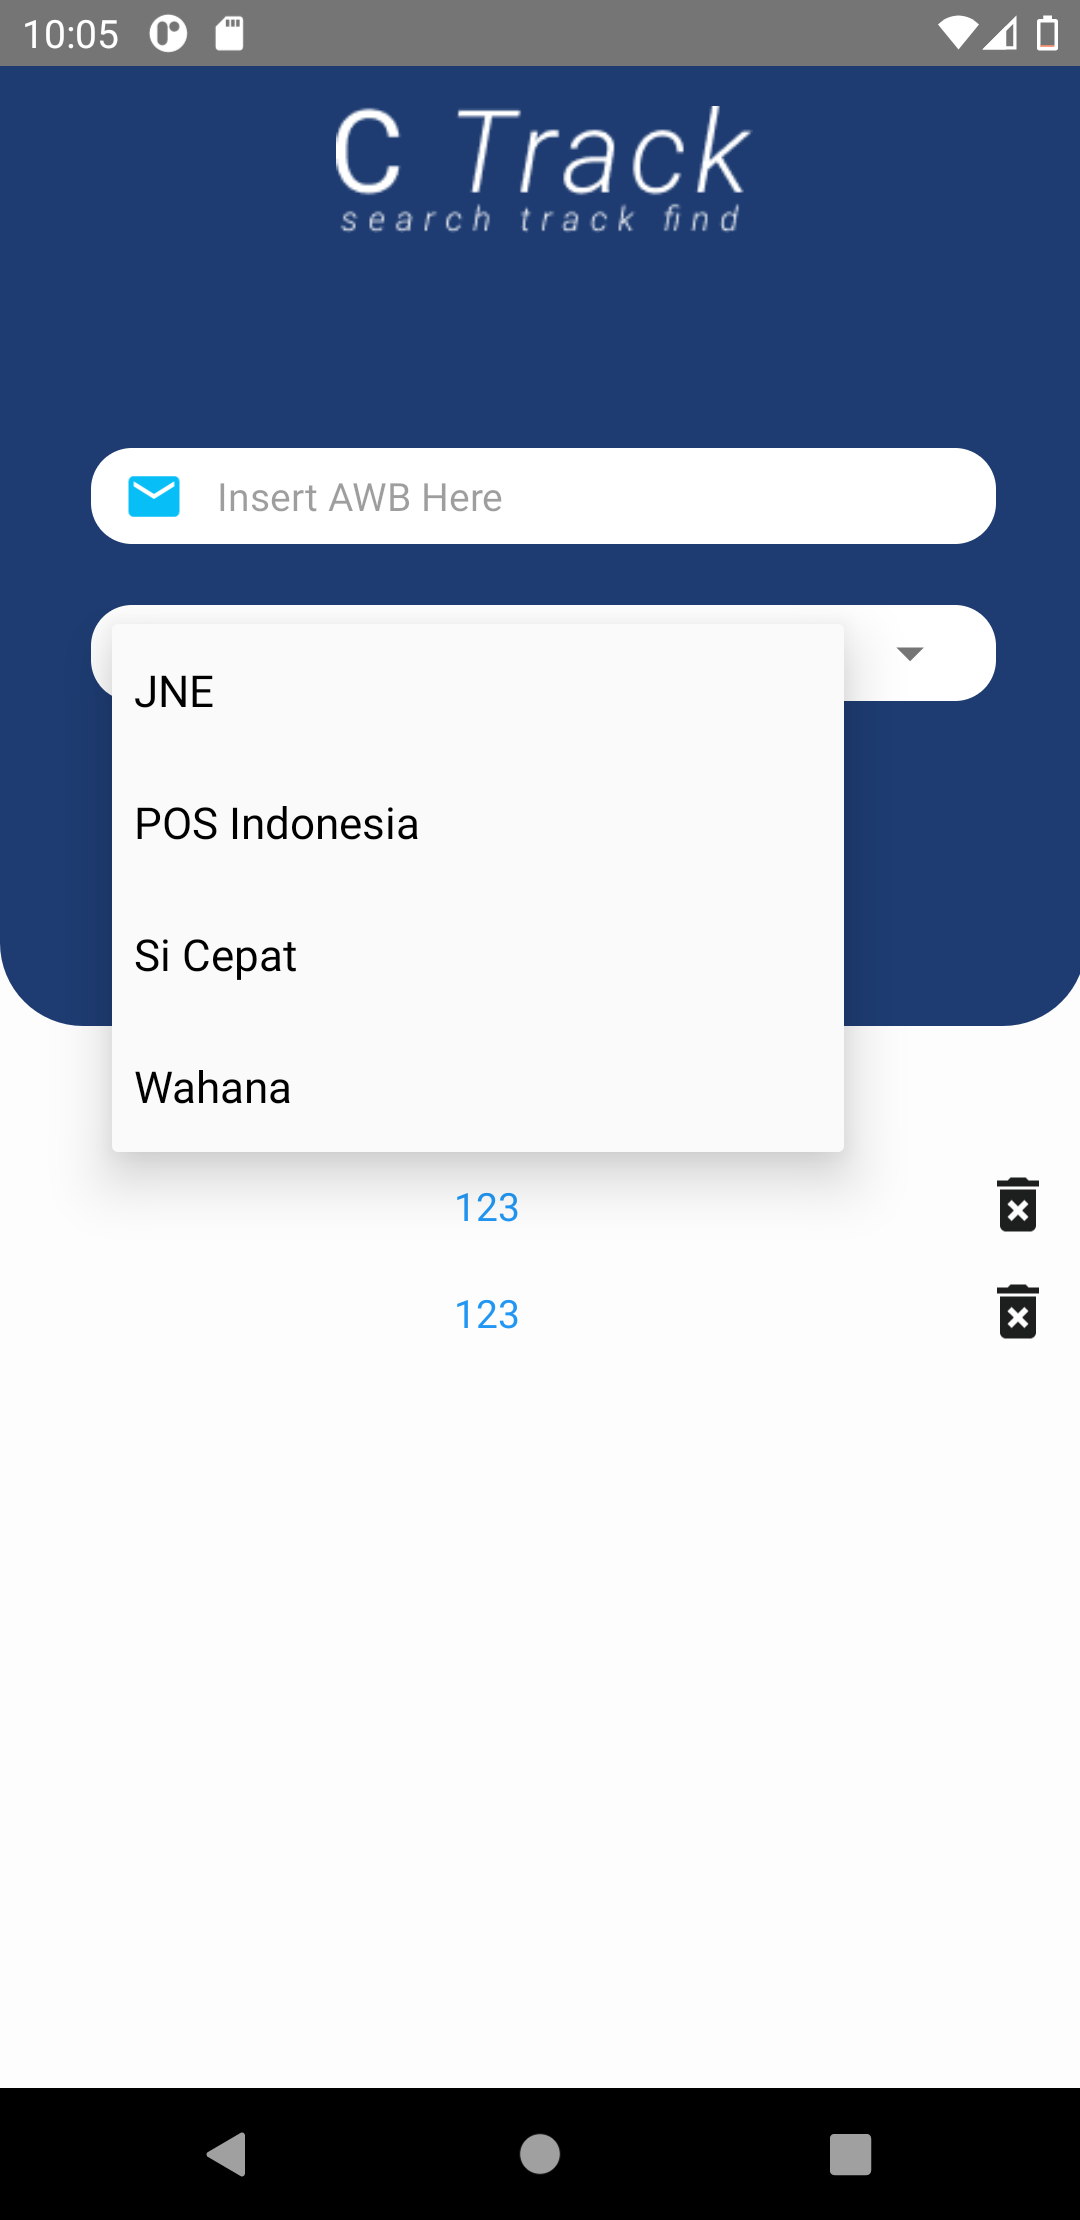 10:05
C Track
search track find
Insert AWB Here
JNE
POS Indonesia
Si Cepat
Wahana
123
123